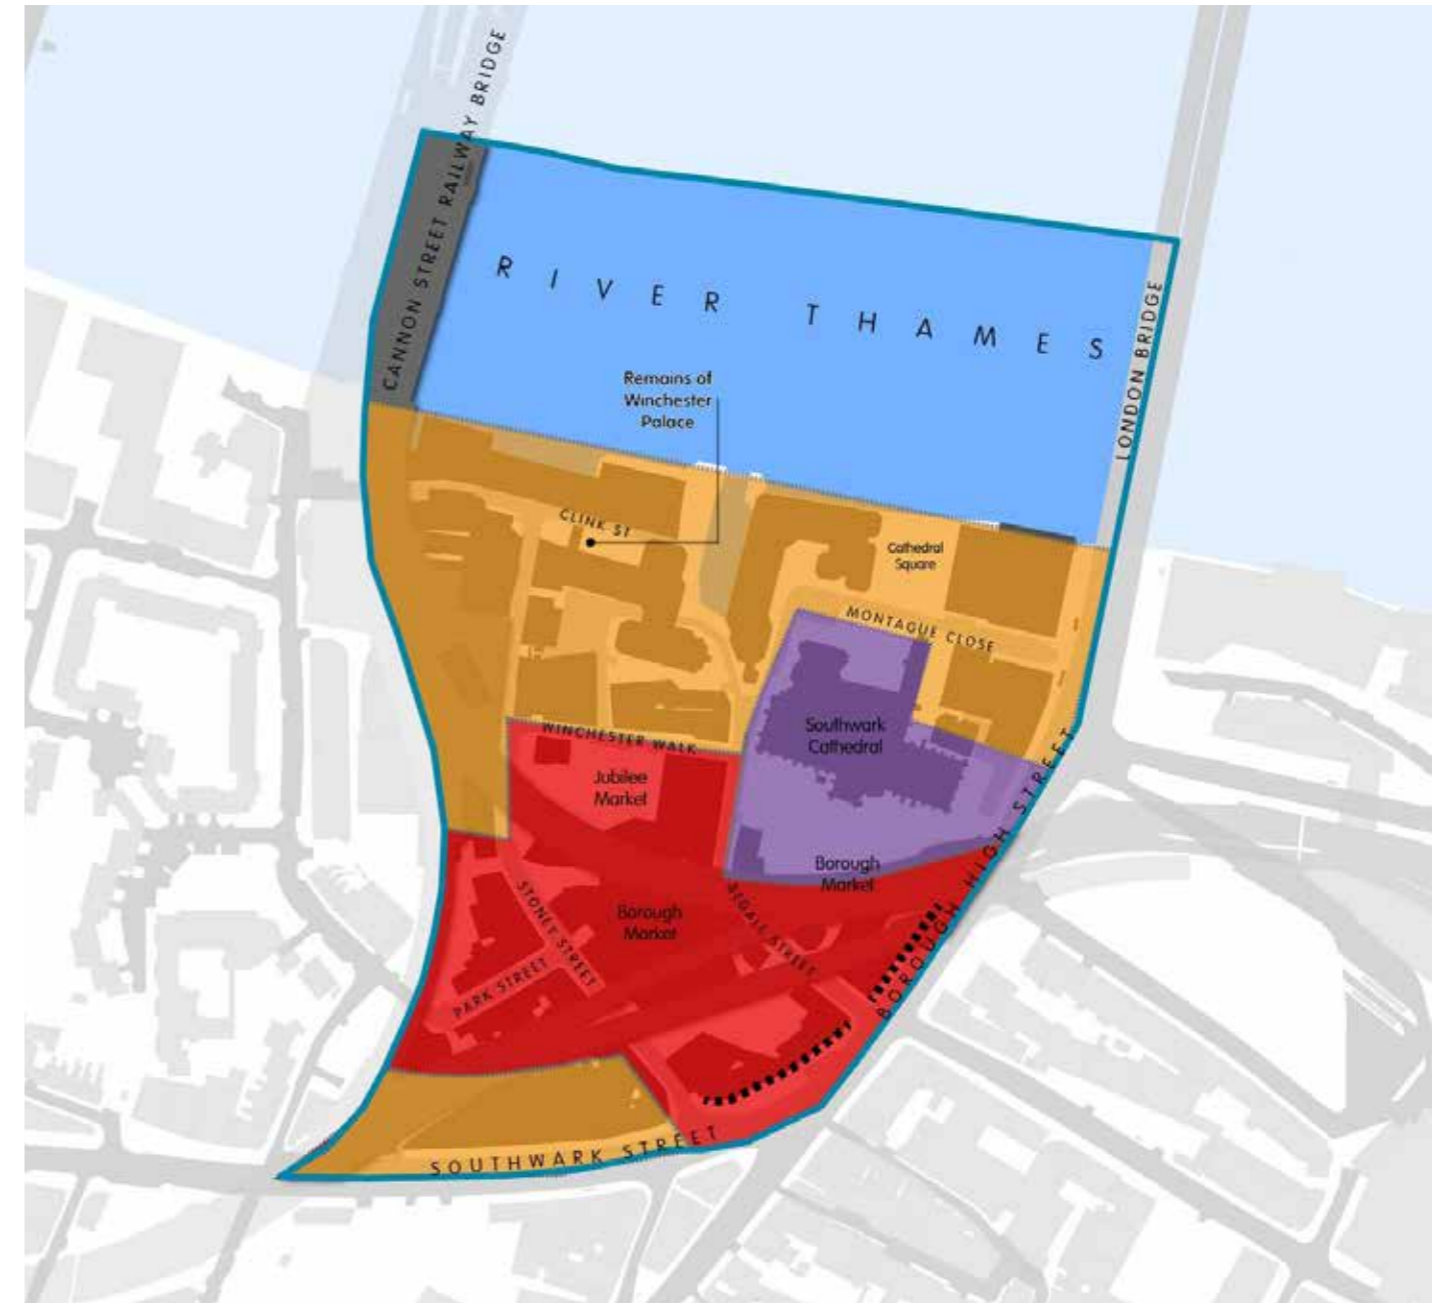 CANNON STREET RAILWAY BRIDGE
RIVER THAMES
LONDON BRIDGE
Remains of
Winchester
Palace
CLINK ST
Cathedral
Square
MONTAGUE CLOSE
Southwark
Cathedral
WINCHESTER WALK
Jubilee
Market
Borough
Market
BOROUGH HIGH STREET
STONEY STREET
Borough
Market
BEDALE STREET
PARK STREET
SOUTHWARK STREET